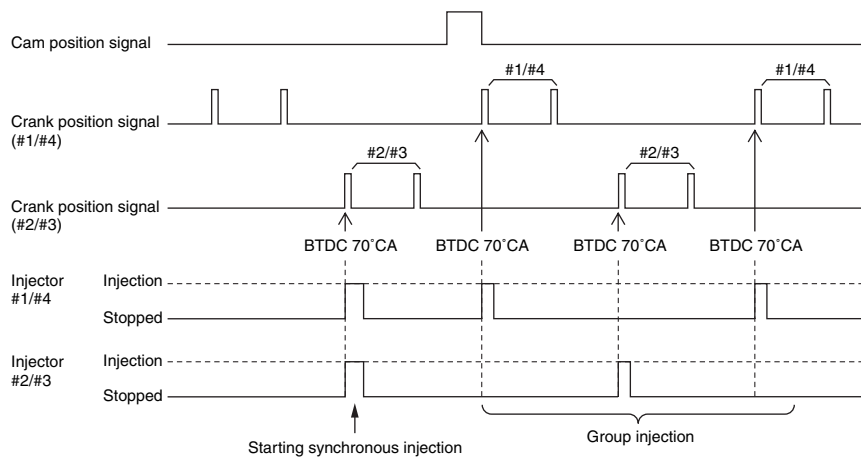 Cam position signal
#1/#4
#1/#4
Crank position signal
(#1/#4)
#2/#3
#2/#3
Crank position signal
(#2/#3)
BTDC 70˚CA
BTDC 70˚CA
BTDC 70˚CA
BTDC 70˚CA
Injector
#1/#4
Injection
Stopped
Injector
#2/#3
Injection
Stopped
Starting synchronous injection
Group injection